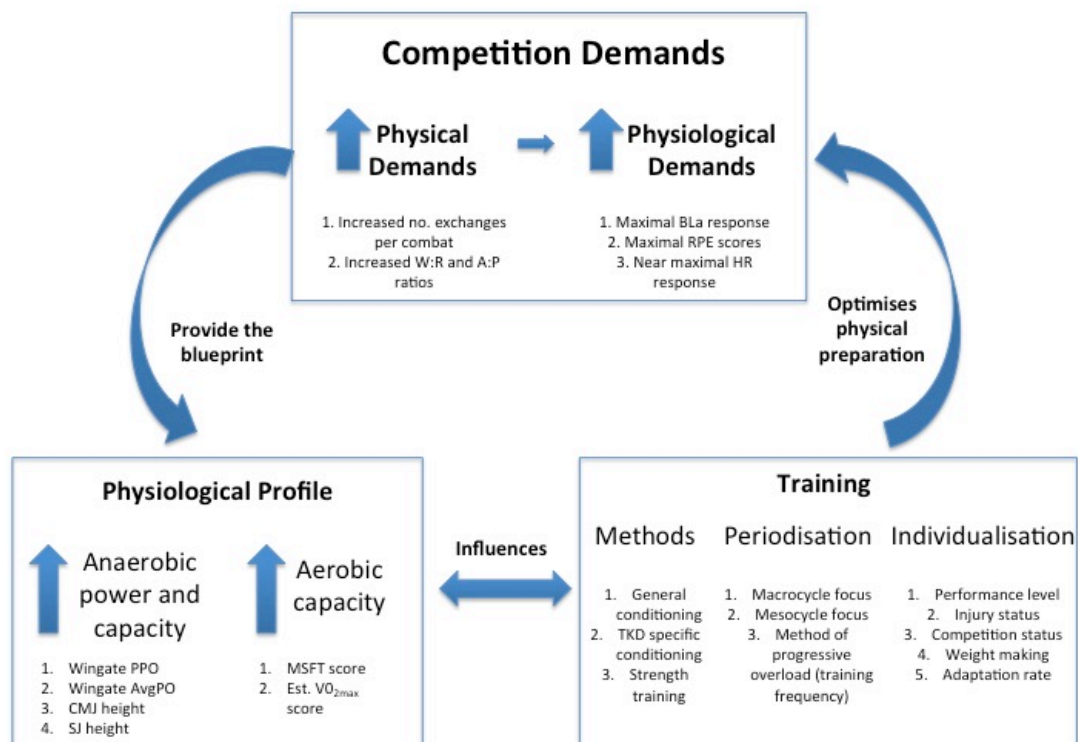 Competition Demands
Physical
Demands
1. Increased no. exchanges
per combat
2. Increased W:R and A:P
ratios
Physiological
Demands
1. Maximal BLa response
2. Maximal RPE scores
3. Near maximal HR
response
Provide the
blueprint
Optimises
physical
preparation
Physiological Profile
Anaerobic
power and
capacity
1. Wingate PPO
2. Wingate AvgPO
3. CMJ height
4. SJ height
Aerobic
capacity
1. MSFT score
2. Est. V0₂max
score
Influences
Training
Methods
1. General
conditioning
2. TKD specific
conditioning
3. Strength
training
Periodisation
1. Macrocycle focus
2. Mesocycle focus
3. Method of
progressive
overload (training
frequency)
Individualisation
1. Performance level
2. Injury status
3. Competition status
4. Weight making
5. Adaptation rate